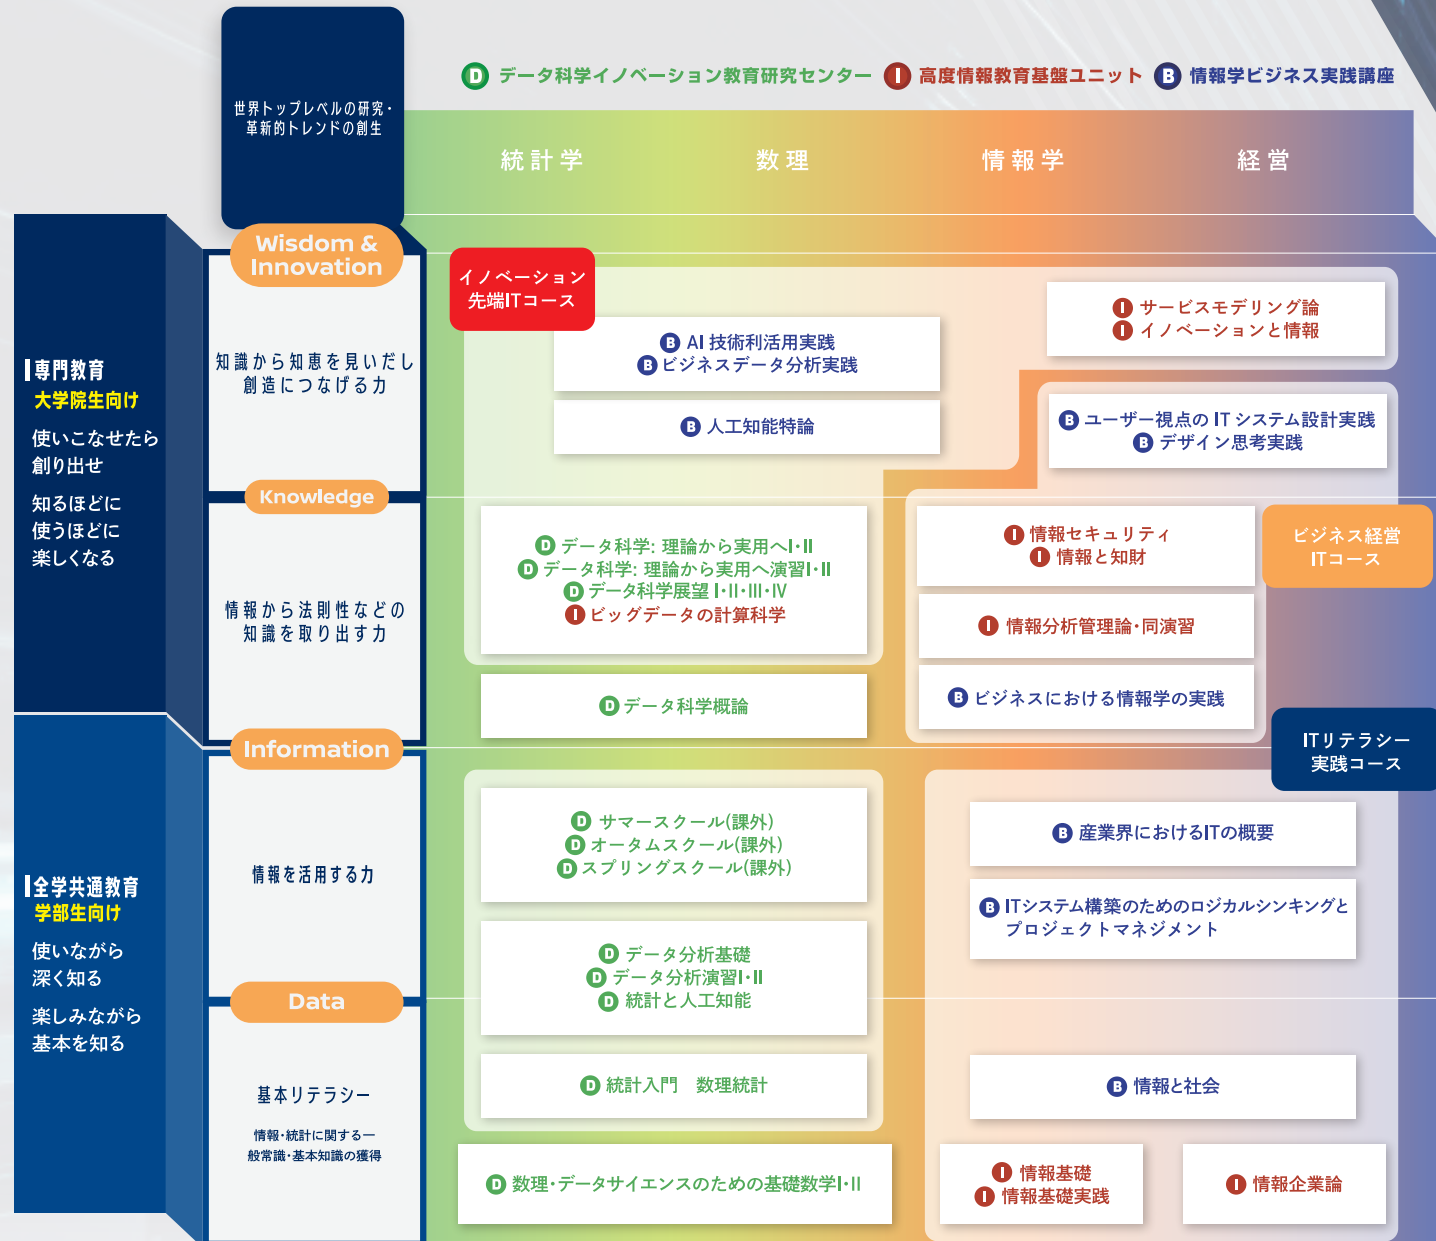 世界トップレベルの研究・
革新的トレンドの創生
D データ科学イノベーション教育研究センター I 高度情報教育基盤ユニット B 情報学ビジネス実践講座
統計学 数理 情報学 経営
専門教育
大学院生向け
使いこなせたら
創り出せ
知るほどに
使うほどに
楽しくなる
Wisdom &
Innovation
知識から知恵を見いだし
創造につなげる力
イノベーション
先端ITコース
B AI 技術利活用実践
B ビジネスデータ分析実践
B 人工知能特論
I サービスモデリング論
I イノベーションと情報
B ユーザー視点の IT システム設計実践
B デザイン思考実践
Knowledge
情報から法則性などの
知識を取り出す力
D データ科学: 理論から実用へI・II
D データ科学: 理論から実用へ演習I・II
D データ科学展望 I・II・III・IV
I ビッグデータの計算科学
D データ科学概論
I 情報セキュリティ
I 情報と知財
I 情報分析管理論・同演習
B ビジネスにおける情報学の実践
ビジネス経営
ITコース
全学共通教育
学部生向け
使いながら
深く知る
楽しみながら
基本を知る
Information
情報を活用する力
D サマースクール(課外)
D オータムスクール(課外)
D スプリングスクール(課外)
D データ分析基礎
D データ分析演習I・II
D 統計と人工知能
ITリテラシー
実践コース
B 産業界におけるITの概要
B ITシステム構築のためのロジカルシンキングと
プロジェクトマネジメント
Data
基本リテラシー
情報・統計に関する一
般常識・基本知識の獲得
D 統計入門 数理統計
B 情報と社会
D 数理・データサイエンスのための基礎数学I・II
I 情報基礎
I 情報基礎実践
I 情報企業論